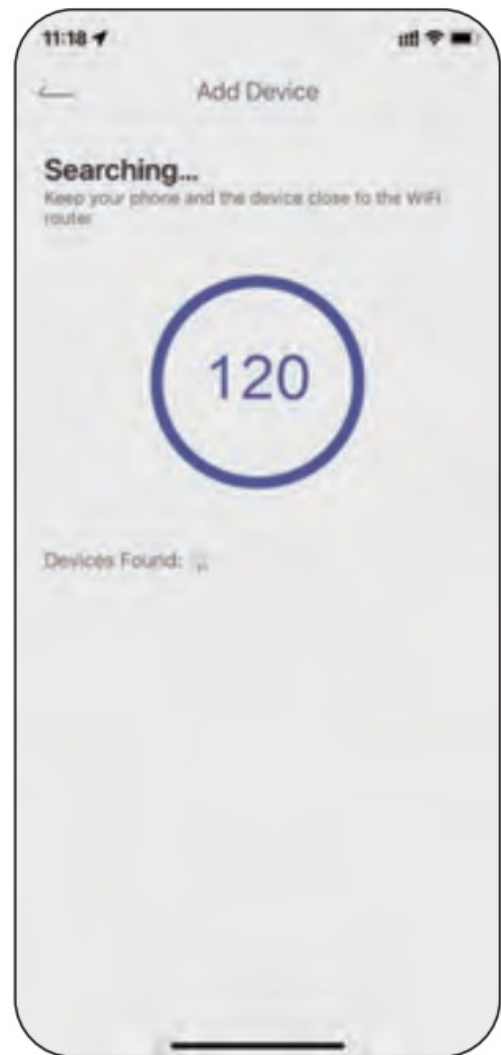 11:18
Add Device
Searching...
Keep your phone and the device close to the WiFi
router
120
Devices Found: